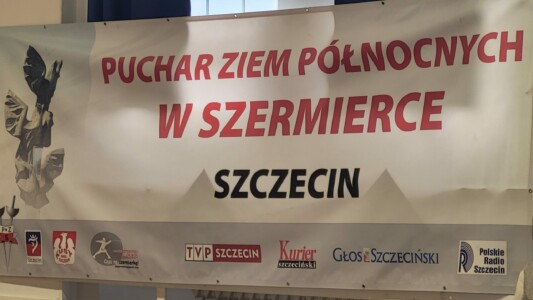 PUCHAR ZIEM PÓŁNOCNYCH
W SZERMIERCE
SZCZECIN
TVP SZCZECIN
Kurier
szczeciński
GŁOS SZCZECIŃSKI
Polskie
Radio
Szczecin